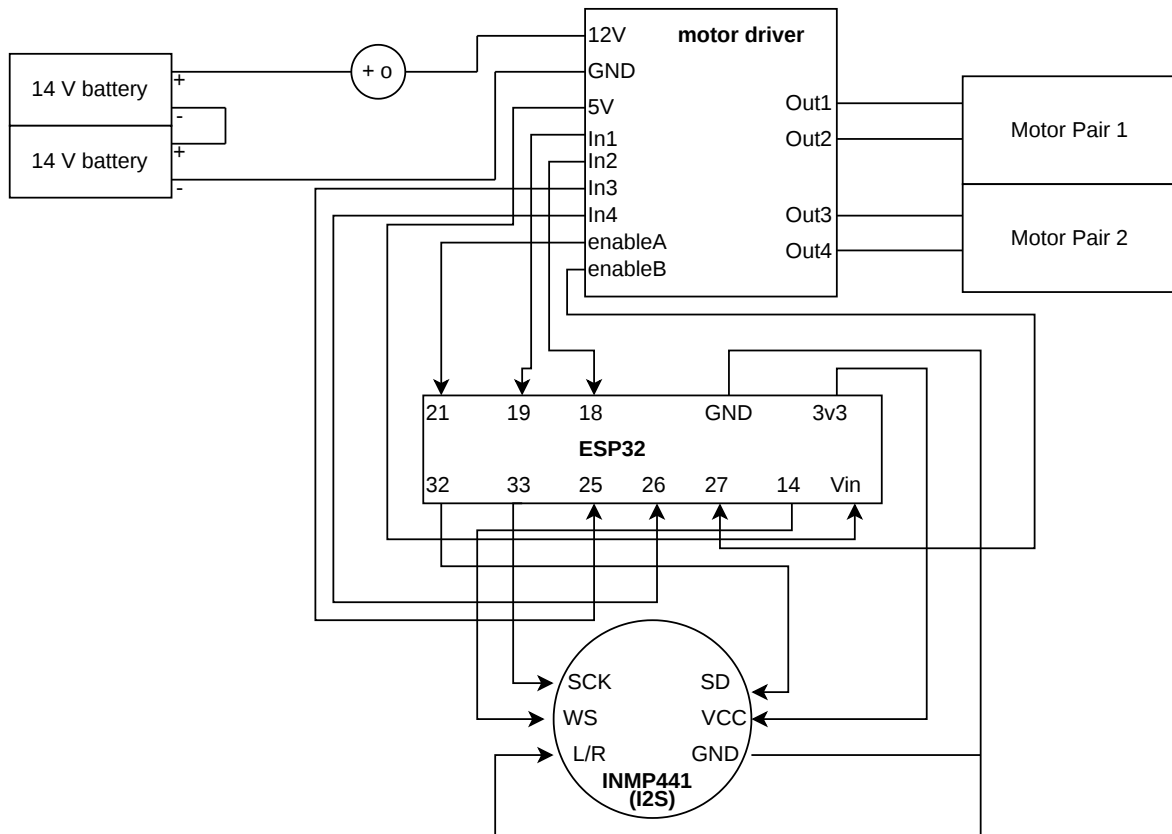 14 V battery
+
-
14 V battery
+
-
+ o
motor driver
12V
GND
5V
In1
In2
In3
In4
enableA
enableB
Out1
Out2
Out3
Out4
Motor Pair 1
Motor Pair 2
21 19 18 GND 3v3
ESP32
32 33 25 26 27 14 Vin
SCK SD
WS VCC
L/R GND
INMP441
(I2S)